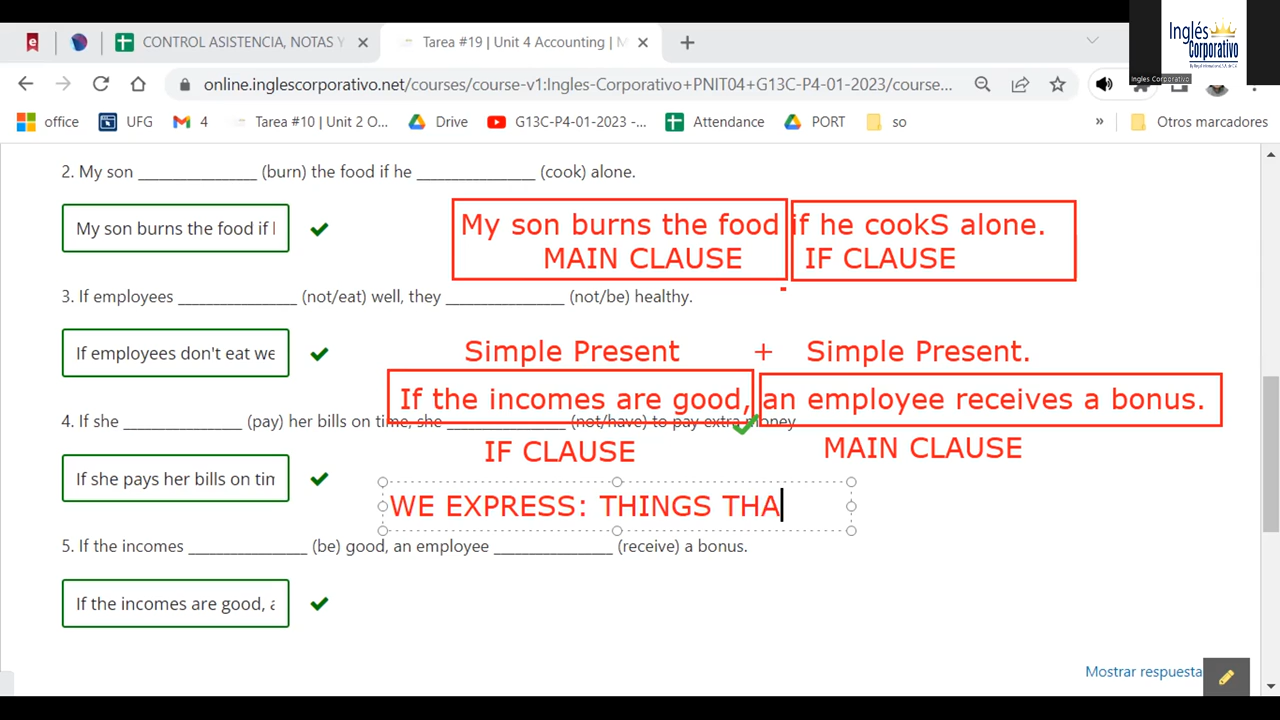 CONTROL ASISTENCIA, NOTAS Y
Tarea #19 | Unit 4 Accounting |
Inglés
Corporativo
Ingles Corporativo
online.inglescorporativo.net/courses/course-v1:Ingles-Corporativo+PNIT04+G13C-P4-01-2023/course...
office
UFG
4
Tarea #10 | Unit 2 O...
Drive
G13C-P4-01-2023 -...
Attendance
PORT
so
»
Otros marcadores
2. My son ______________ (burn) the food if he ______________ (cook) alone.
My son burns the food if
My son burns the food if he cookS alone.
MAIN CLAUSE IF CLAUSE
3. If employees ______________ (not/eat) well, they ______________ (not/be) healthy.
If employees don't eat we
Simple Present + Simple Present.
If the incomes are good, an employee receives a bonus.
4. If she ______________ (pay) her bills on time, she ______________ (not/have) to pay extra money
IF CLAUSE MAIN CLAUSE
If she pays her bills on tim
WE EXPRESS: THINGS THA
5. If the incomes ______________ (be) good, an employee ______________ (receive) a bonus.
If the incomes are good, a
Mostrar respuesta